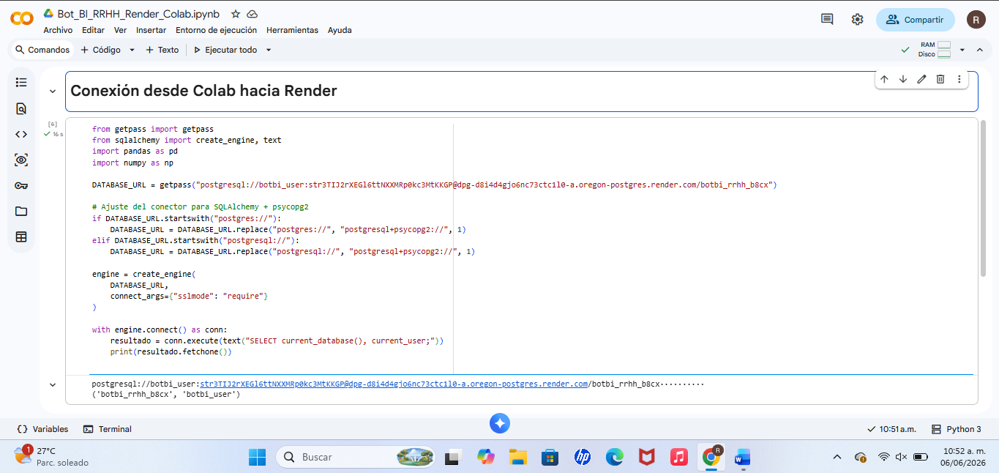 Bot_BI_RRHH_Render_Colab.ipynb
Archivo Editar Ver Insertar Entorno de ejecución Herramientas Ayuda
Compartir
R
Comandos + Código + Texto Ejecutar todo
RAM
Disco
Conexión desde Colab hacia Render
[6]
16 s
from getpass import getpass
from sqlalchemy import create_engine, text
import pandas as pd
import numpy as np
DATABASE_URL = getpass("postgresql://botbi_user:str3TIJ2rXEGl6ttNXXMRp0kc3MtKKGP@dpg-d8i4d4gjo6nc73ctc1l0-a.oregon-postgres.render.com/botbi_rrhh_b8cx")
# Ajuste del conector para SQLAlchemy + psycopg2
if DATABASE_URL.startswith("postgres://"):
    DATABASE_URL = DATABASE_URL.replace("postgres://", "postgresql+psycopg2://", 1)
elif DATABASE_URL.startswith("postgresql://"):
    DATABASE_URL = DATABASE_URL.replace("postgresql://", "postgresql+psycopg2://", 1)
engine = create_engine(
    DATABASE_URL,
    connect_args={"sslmode": "require"}
)
with engine.connect() as conn:
    resultado = conn.execute(text("SELECT current_database(), current_user;"))
    print(resultado.fetchone())
postgresql://botbi_user:str3TIJ2rXEGl6ttNXXMRp0kc3MtKKGP@dpg-d8i4d4gjo6nc73ctc1l0-a.oregon-postgres.render.com/botbi_rrhh_b8cx··········
('botbi_rrhh_b8cx', 'botbi_user')
{} Variables Terminal
10:51 a.m. Python 3
1
27°C
Parc. soleado
Buscar
hp
R
W
10:52 a. m.
06/06/2026